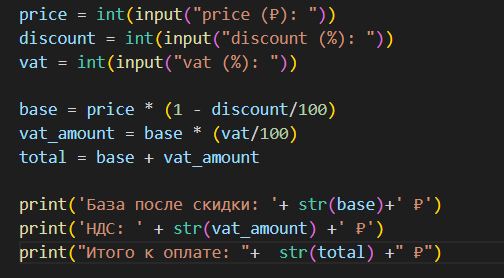 price = int(input("price (₽): "))
discount = int(input("discount (%): "))
vat = int(input("vat (%): "))
base = price * (1 - discount/100)
vat_amount = base * (vat/100)
total = base + vat_amount
print('База после скидки: '+ str(base)+' ₽')
print('НДС: ' + str(vat_amount) +' ₽')
print("Итого к оплате: "+  str(total) +" ₽")